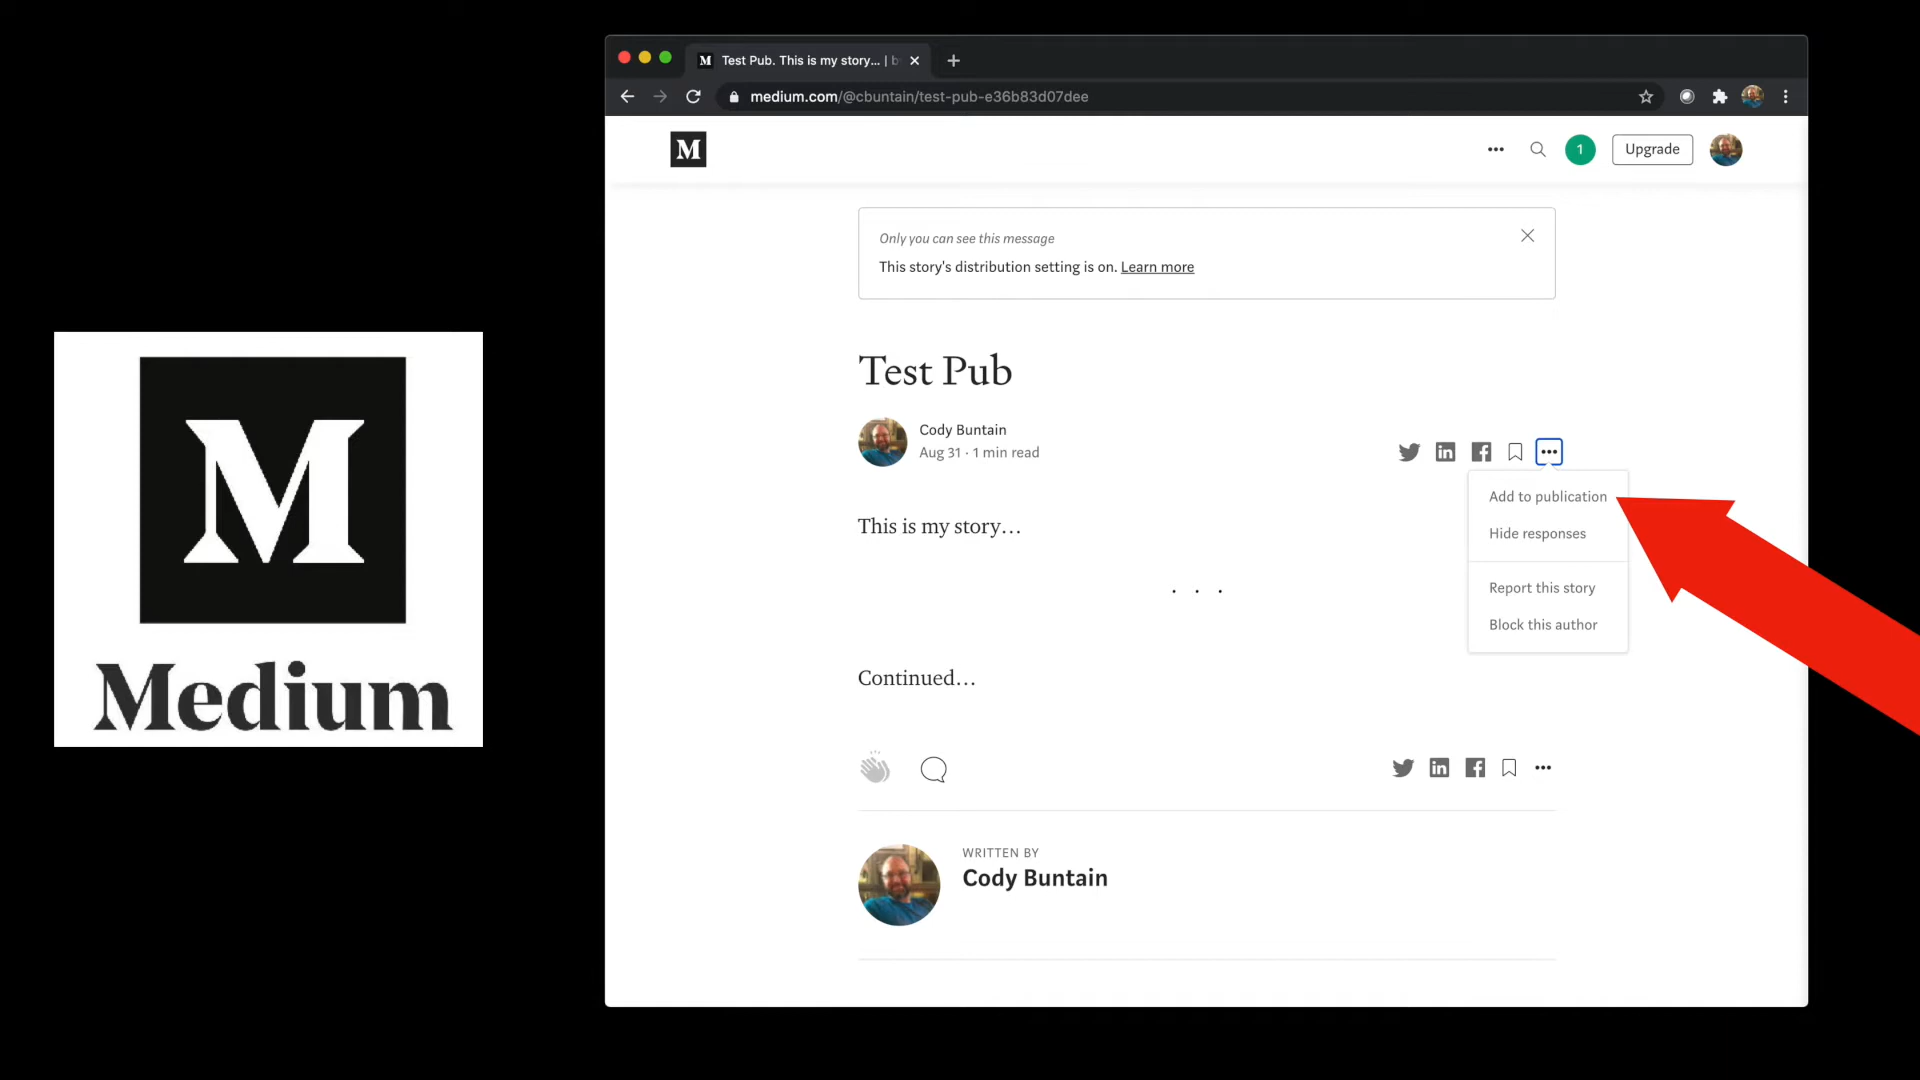 M
Medium
M Test Pub. This is my story... | b
medium.com/@cbuntain/test-pub-e36b83d07dee
M
1
Upgrade
Only you can see this message
This story's distribution setting is on. Learn more
Test Pub
Cody Buntain
Aug 31 · 1 min read
Add to publication
Hide responses
Report this story
Block this author
This is my story…
. . .
Continued…
WRITTEN BY
Cody Buntain